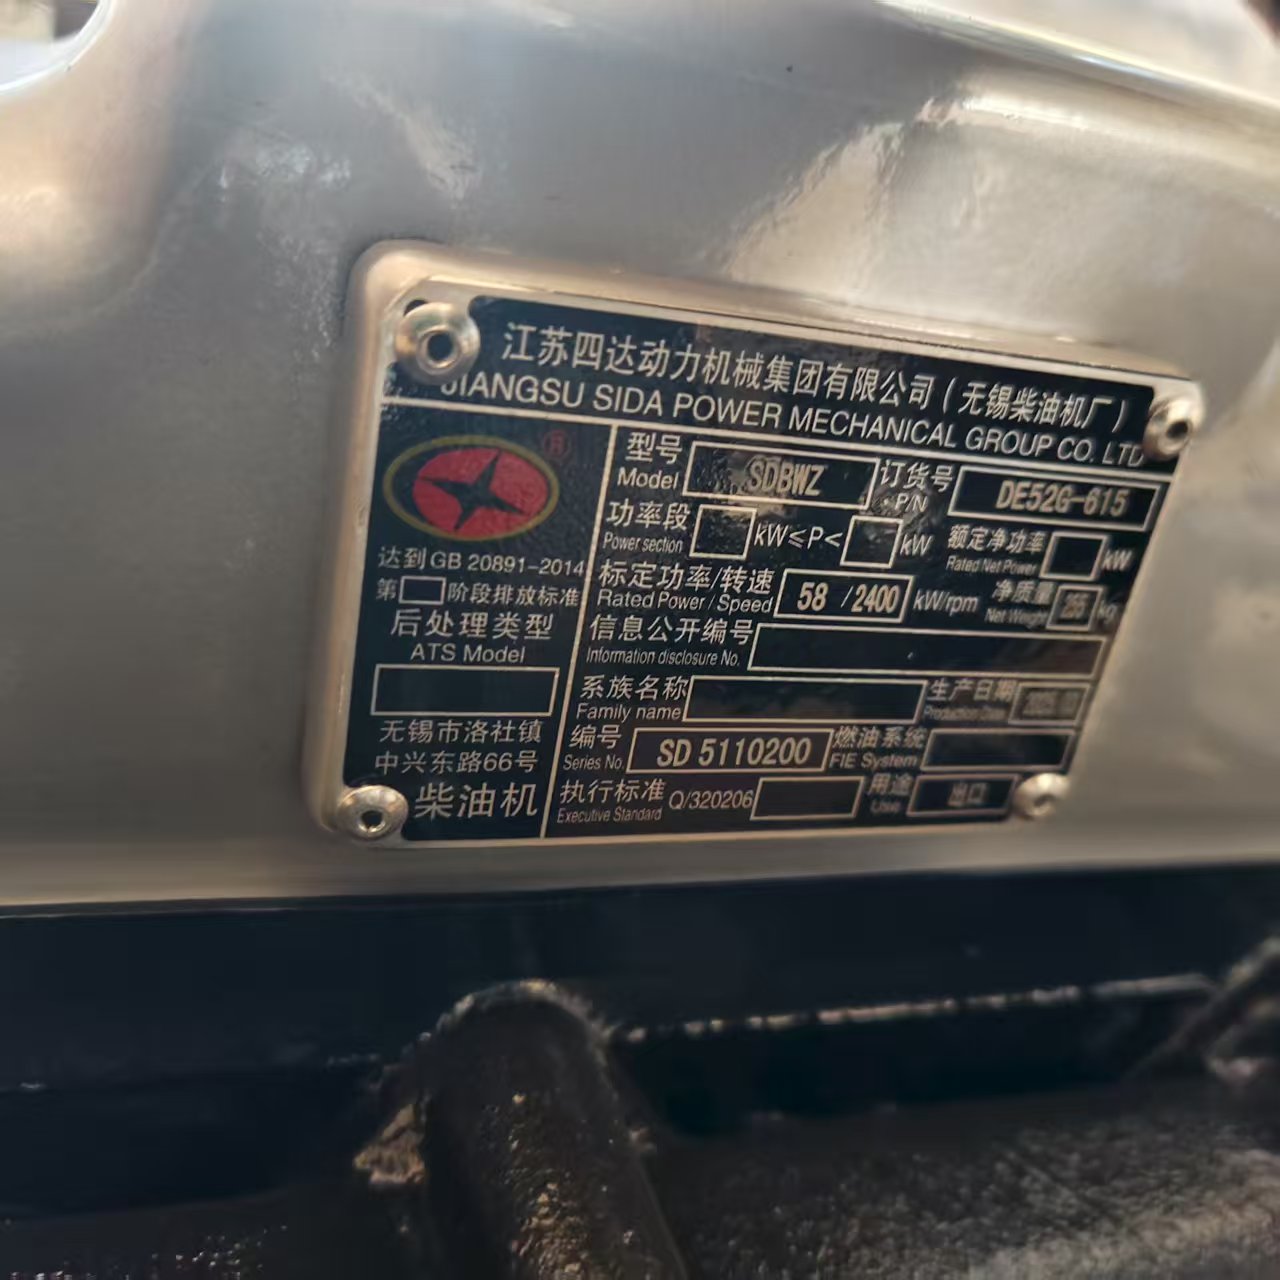 江苏四达动力机械集团有限公司（无锡柴油机厂）
JIANGSU SIDA POWER MECHANICAL GROUP CO. LTD
达到GB 20891-2014
第 阶段排放标准
后处理类型
ATS Model
无锡市洛社镇
中兴东路66号
柴油机
型号 SDBWZ 订货号 DE52G-615
Model P/N
功率段 kW≤P< kW 额定净功率 kW
Power section Rated Net Power
标定功率/转速 58 /2400 kW/rpm 净质量 kg
Rated Power/Speed Net Weight
信息公开编号
Information disclosure No.
系族名称 生产日期
Family name Production Date
编号 SD 5110200 燃油系统
Series No. FIE System
执行标准 Q/320206 用途 出口
Executive Standard Use